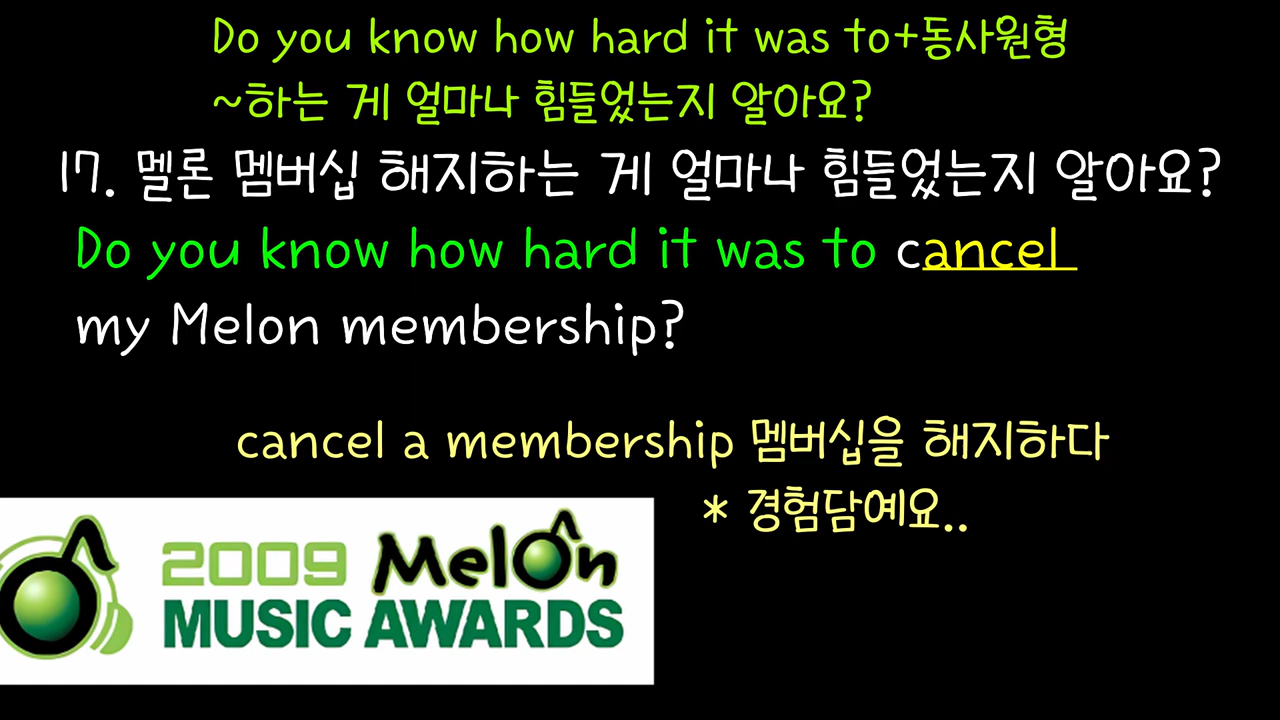 Do you know how hard it was to+동사원형
~하는 게 얼마나 힘들었는지 알아요?
17. 멜론 멤버십 해지하는 게 얼마나 힘들었는지 알아요?
Do you know how hard it was to cancel
my Melon membership?
cancel a membership 멤버십을 해지하다
* 경험담예요..
2009 Melon
MUSIC AWARDS